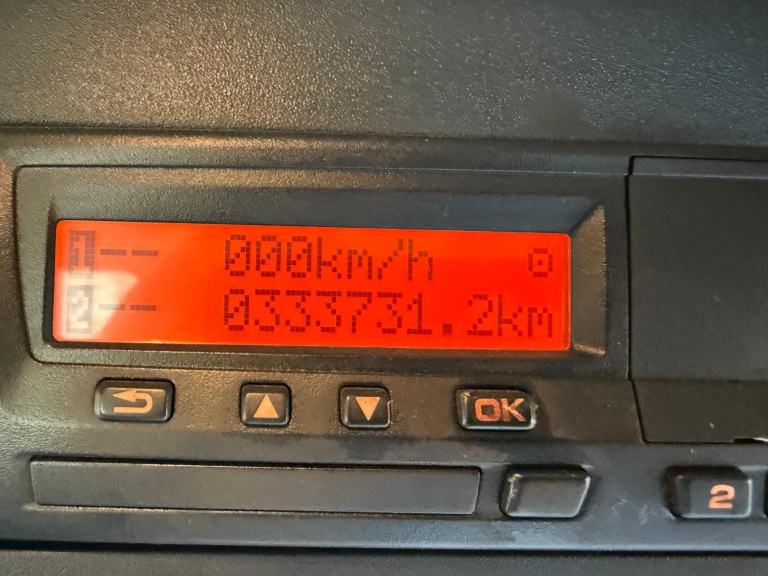 1-- 000km/h ⊙
2-- 0333731.2km
OK
2